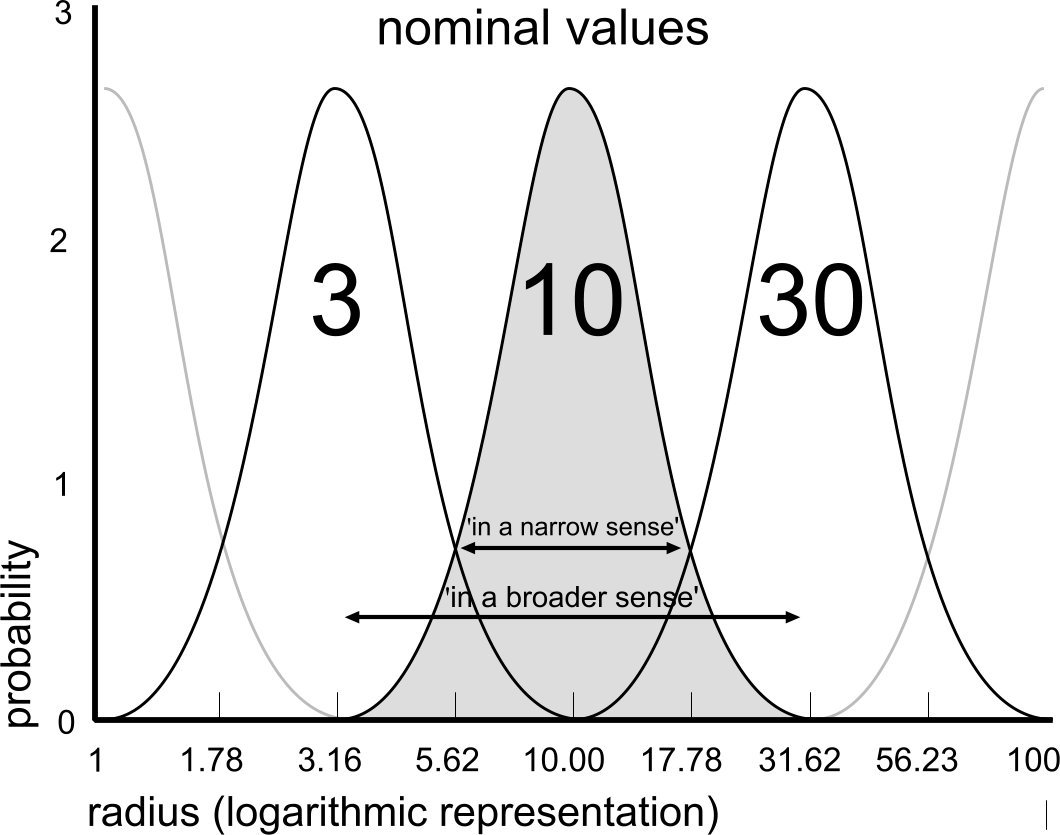 nominal values
3
2
1
0
probability
3
10
30
'in a narrow sense'
'in a broader sense'
1 1.78 3.16 5.62 10.00 17.78 31.62 56.23 100
radius (logarithmic representation)